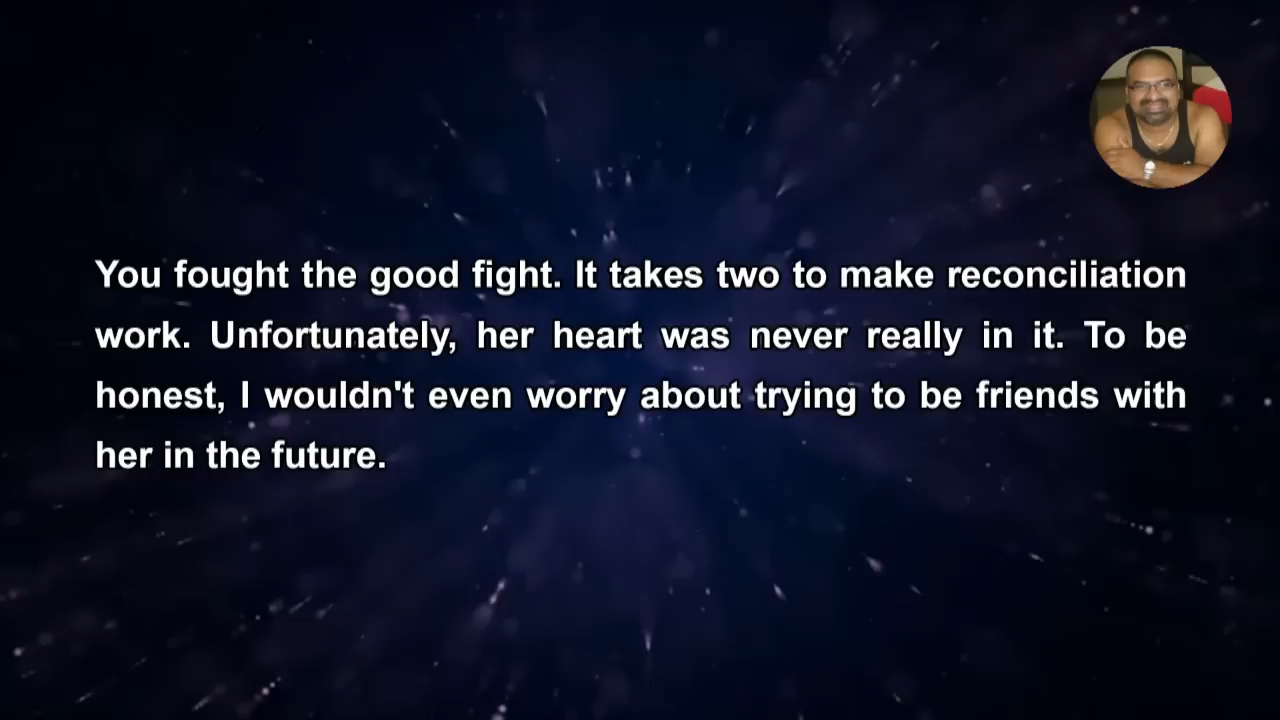 You fought the good fight. It takes two to make reconciliation
work. Unfortunately, her heart was never really in it. To be
honest, I wouldn't even worry about trying to be friends with
her in the future.